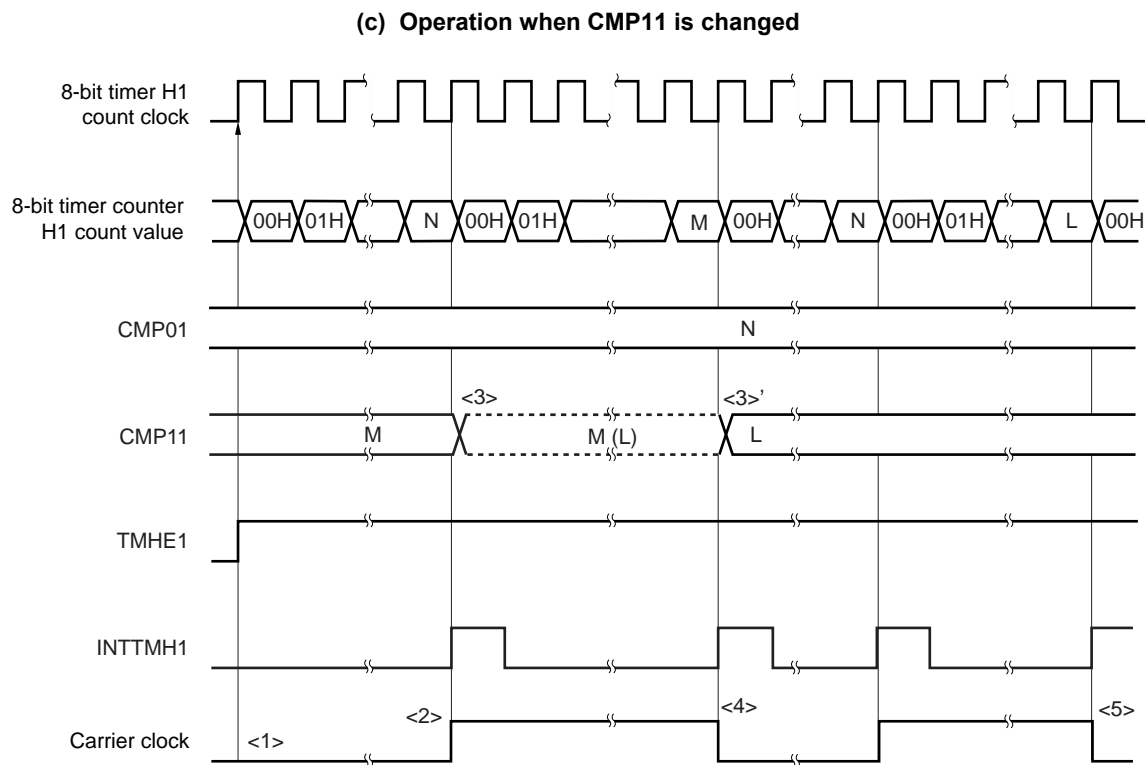 (c) Operation when CMP11 is changed
8-bit timer H1
count clock
8-bit timer counter
H1 count value
00H 01H N 00H 01H M 00H N 00H 01H L 00H
CMP01
N
<3> <3>’
CMP11
M M (L) L
TMHE1
INTTMH1
<2> <4> <5>
Carrier clock
<1>